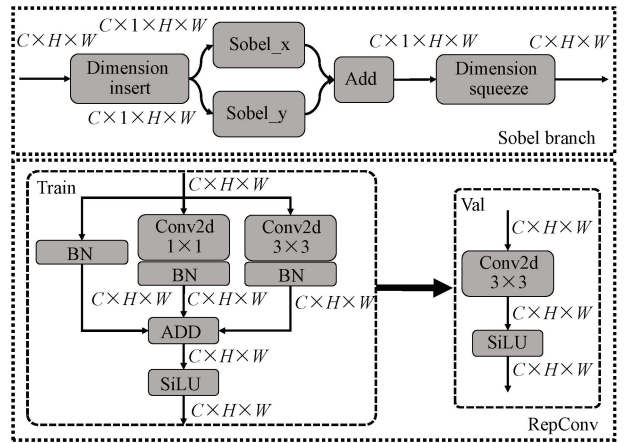 C×H×W
C×1×H×W
Sobel_x
Dimension
insert
C×1×H×W
Sobel_y
Add
C×1×H×W
Dimension
squeeze
C×H×W
Sobel branch
Train
C×H×W
BN
Conv2d
1×1
BN
Conv2d
3×3
BN
C×H×W
C×H×W
C×H×W
ADD
C×H×W
SiLU
C×H×W
Val
C×H×W
Conv2d
3×3
C×H×W
SiLU
C×H×W
RepConv